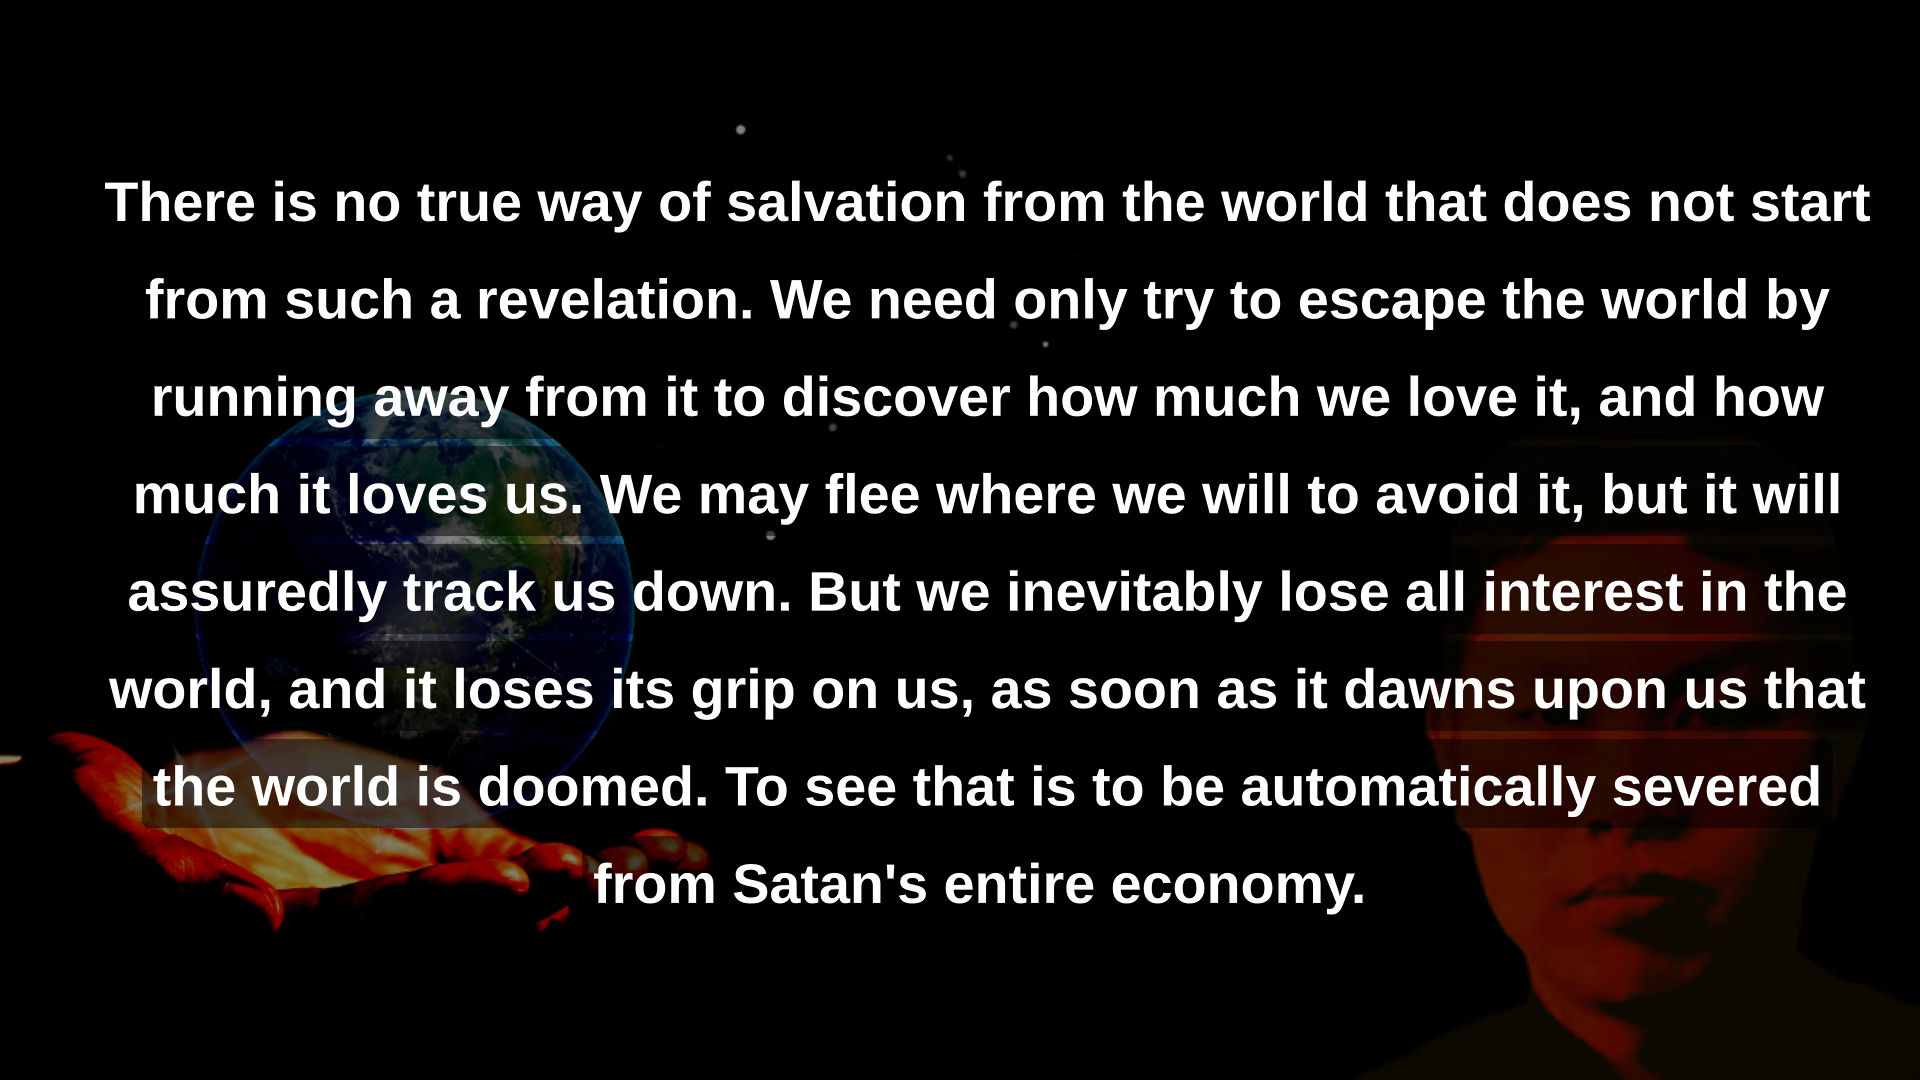 There is no true way of salvation from the world that does not start
from such a revelation. We need only try to escape the world by
running away from it to discover how much we love it, and how
much it loves us. We may flee where we will to avoid it, but it will
assuredly track us down. But we inevitably lose all interest in the
world, and it loses its grip on us, as soon as it dawns upon us that
the world is doomed. To see that is to be automatically severed
from Satan's entire economy.